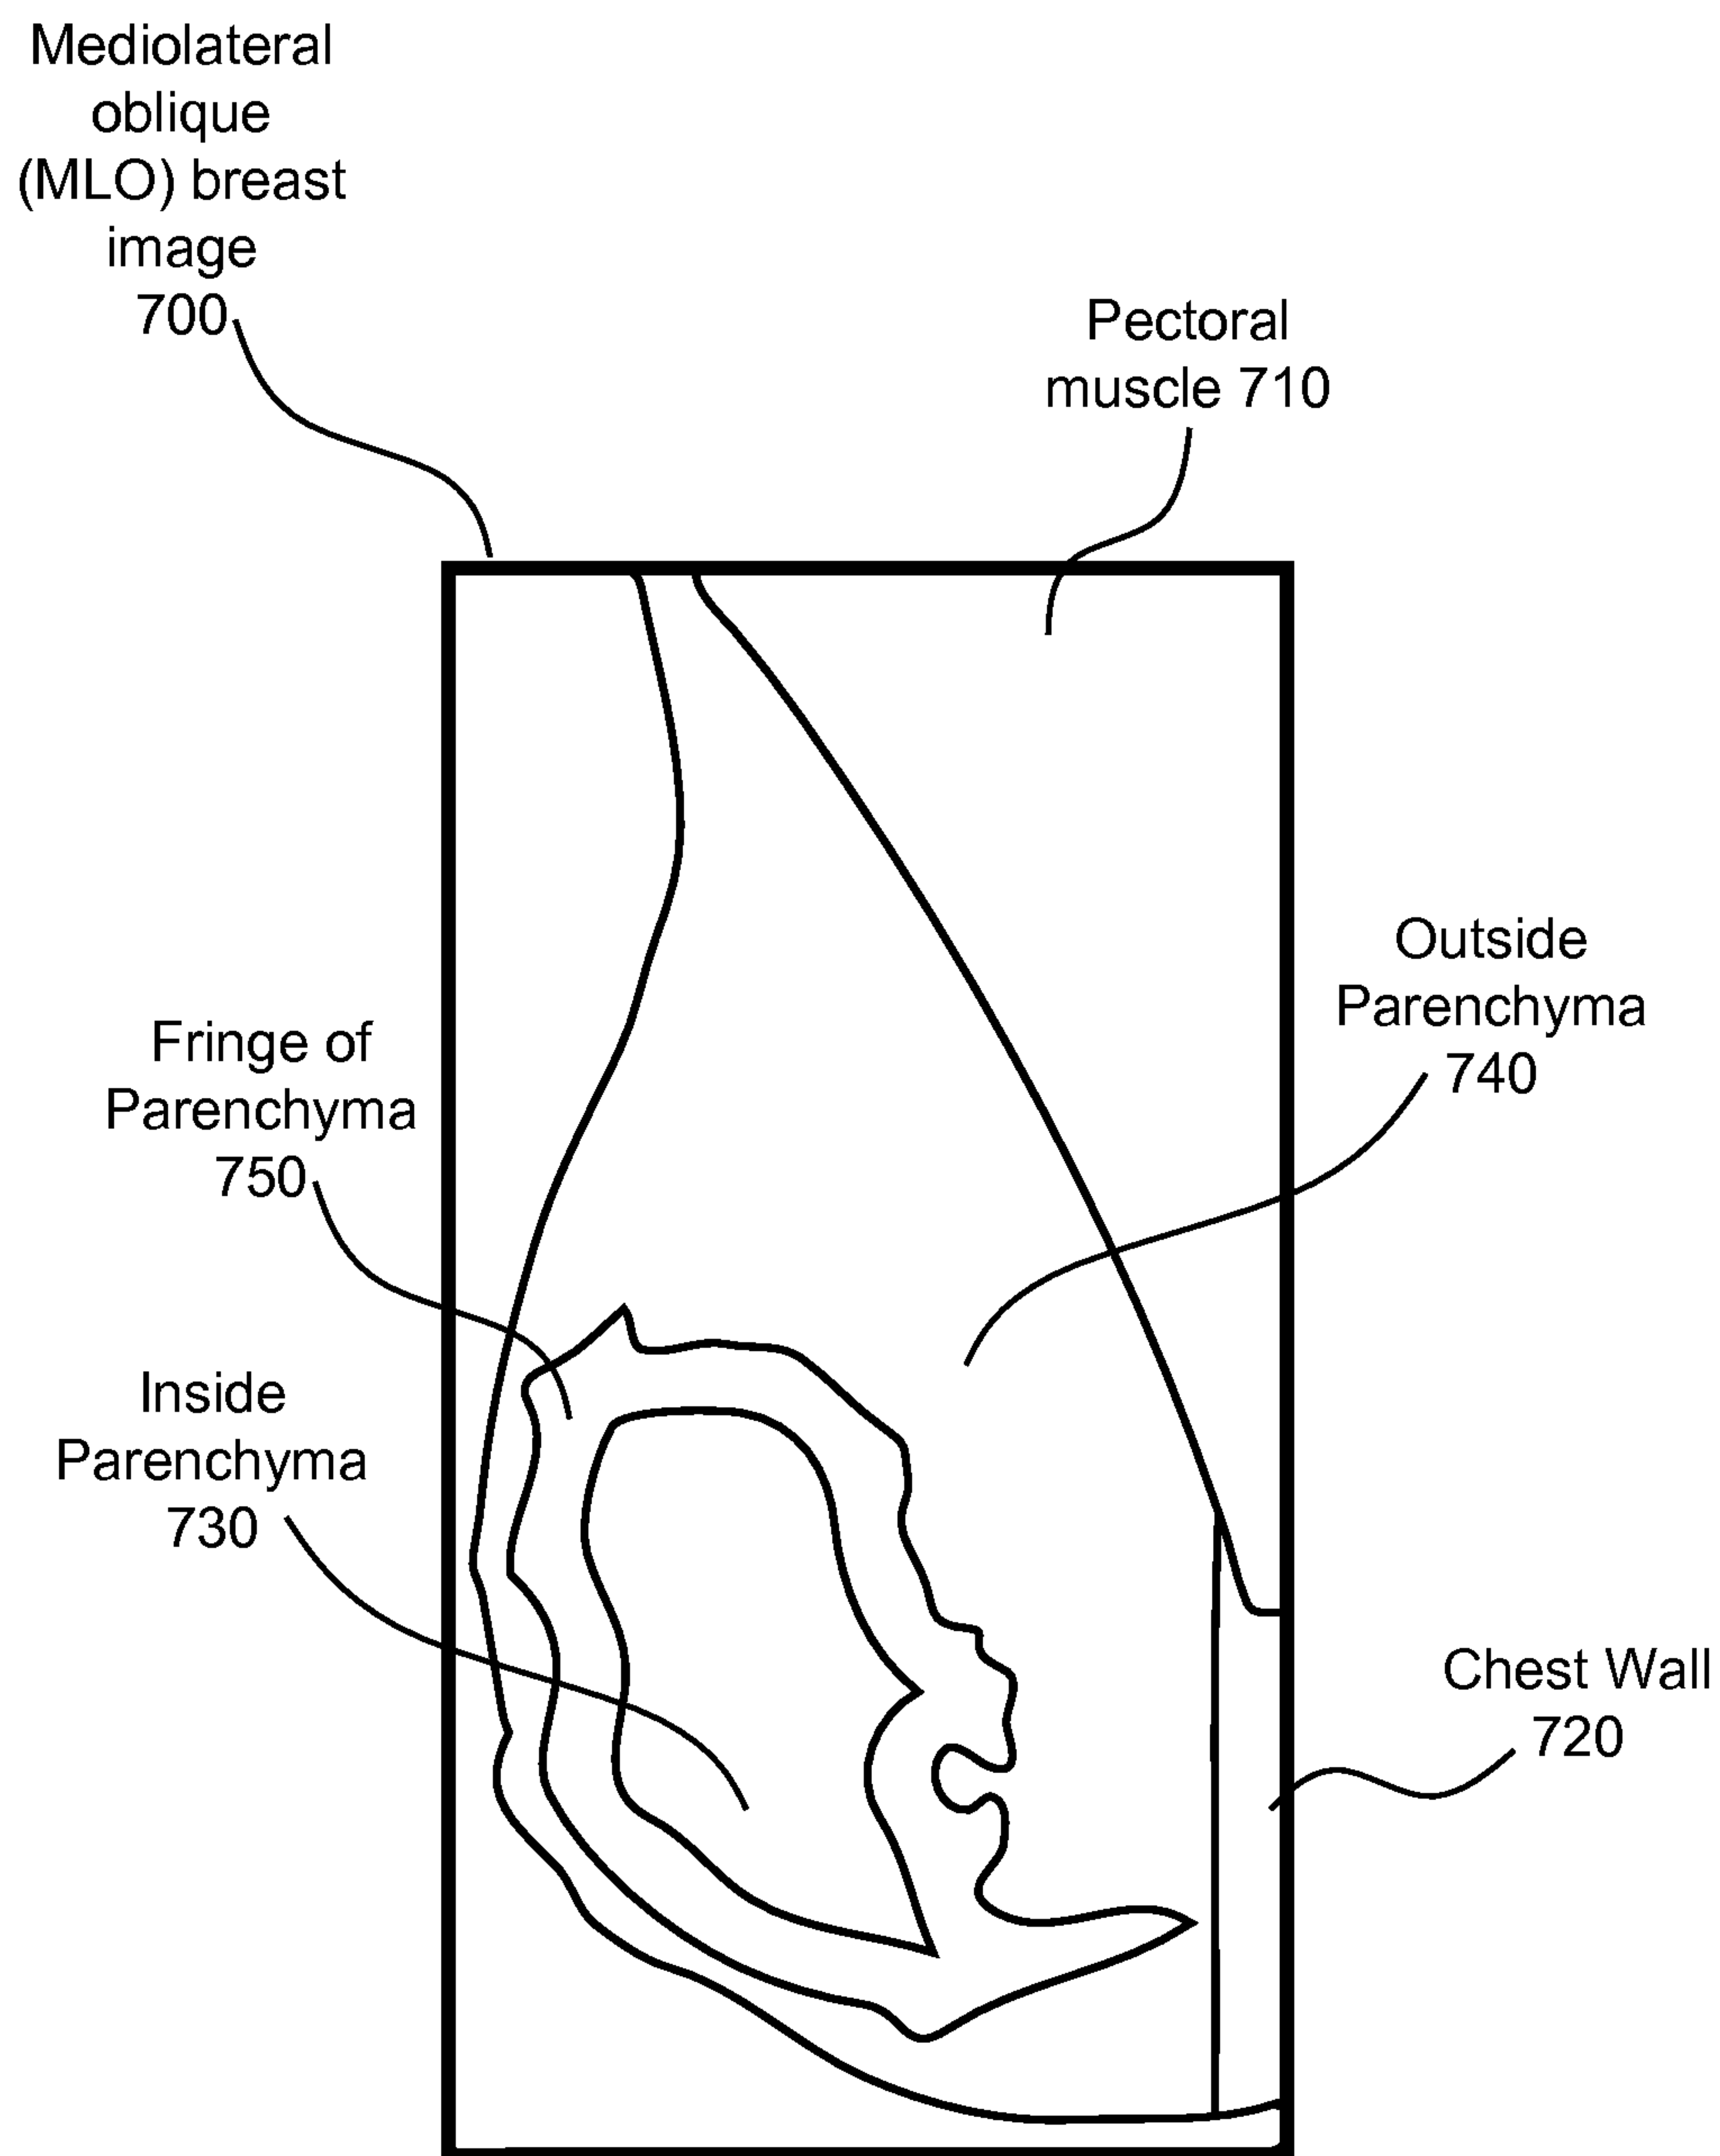 Mediolateral
oblique
(MLO) breast
image
700
Pectoral
muscle 710
Outside
Parenchyma
740
Fringe of
Parenchyma
750
Inside
Parenchyma
730
Chest Wall
720